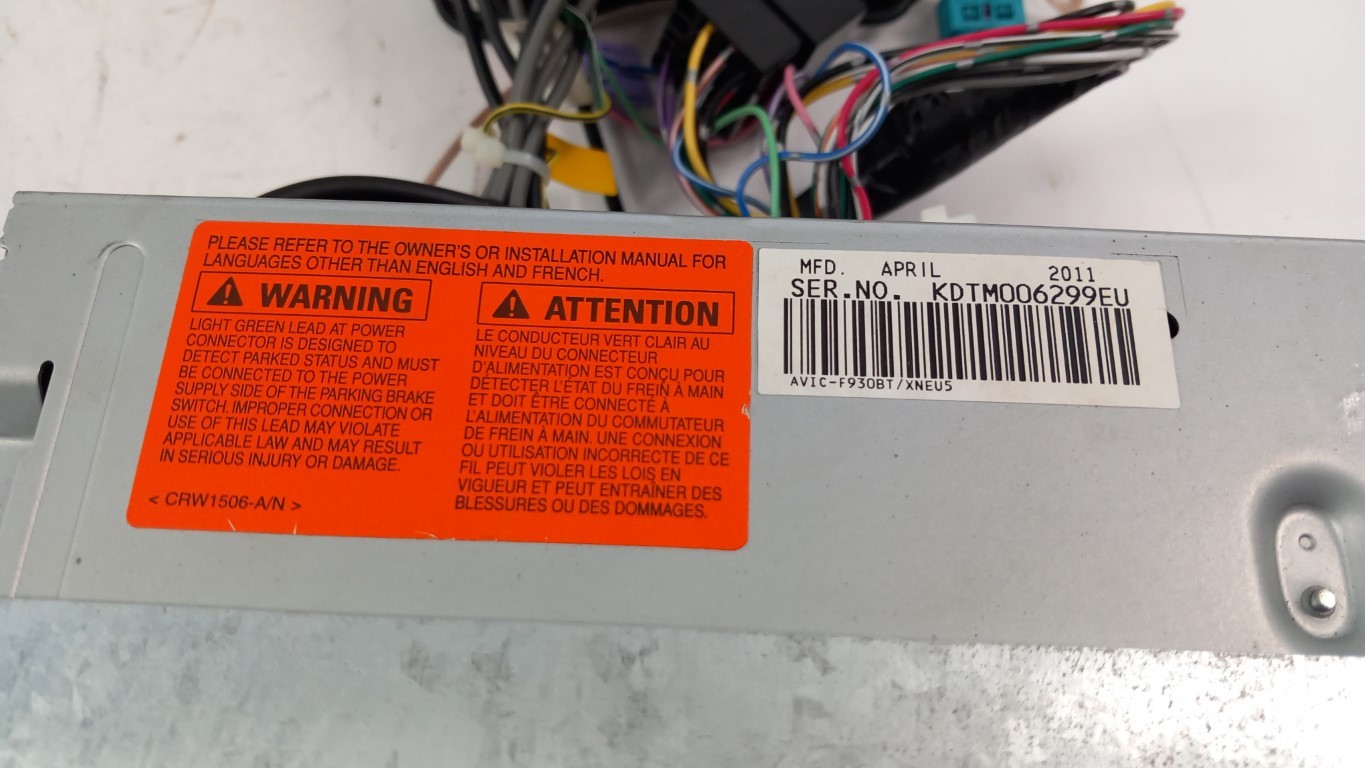 PLEASE REFER TO THE OWNER'S OR INSTALLATION MANUAL FOR
LANGUAGES OTHER THAN ENGLISH AND FRENCH.
WARNING
LIGHT GREEN LEAD AT POWER
CONNECTOR IS DESIGNED TO
DETECT PARKED STATUS AND MUST
BE CONNECTED TO THE POWER
SUPPLY SIDE OF THE PARKING BRAKE
SWITCH. IMPROPER CONNECTION OR
USE OF THIS LEAD MAY VIOLATE
APPLICABLE LAW AND MAY RESULT
IN SERIOUS INJURY OR DAMAGE.
< CRW1506-A/N >
ATTENTION
LE CONDUCTEUR VERT CLAIR AU
NIVEAU DU CONNECTEUR
D'ALIMENTATION EST CONÇU POUR
DÉTECTER L'ÉTAT DU FREIN À MAIN
ET DOIT ÊTRE CONNECTÉ À
L'ALIMENTATION DU COMMUTATEUR
DE FREIN À MAIN. UNE CONNEXION
OU UTILISATION INCORRECTE DE CE
FIL PEUT VIOLER LES LOIS EN
VIGUEUR ET PEUT ENTRAÎNER DES
BLESSURES OU DES DOMMAGES.
MFD. APRIL 2011
SER.NO. KDTM006299EU
AVIC-F930BT/XNEU5